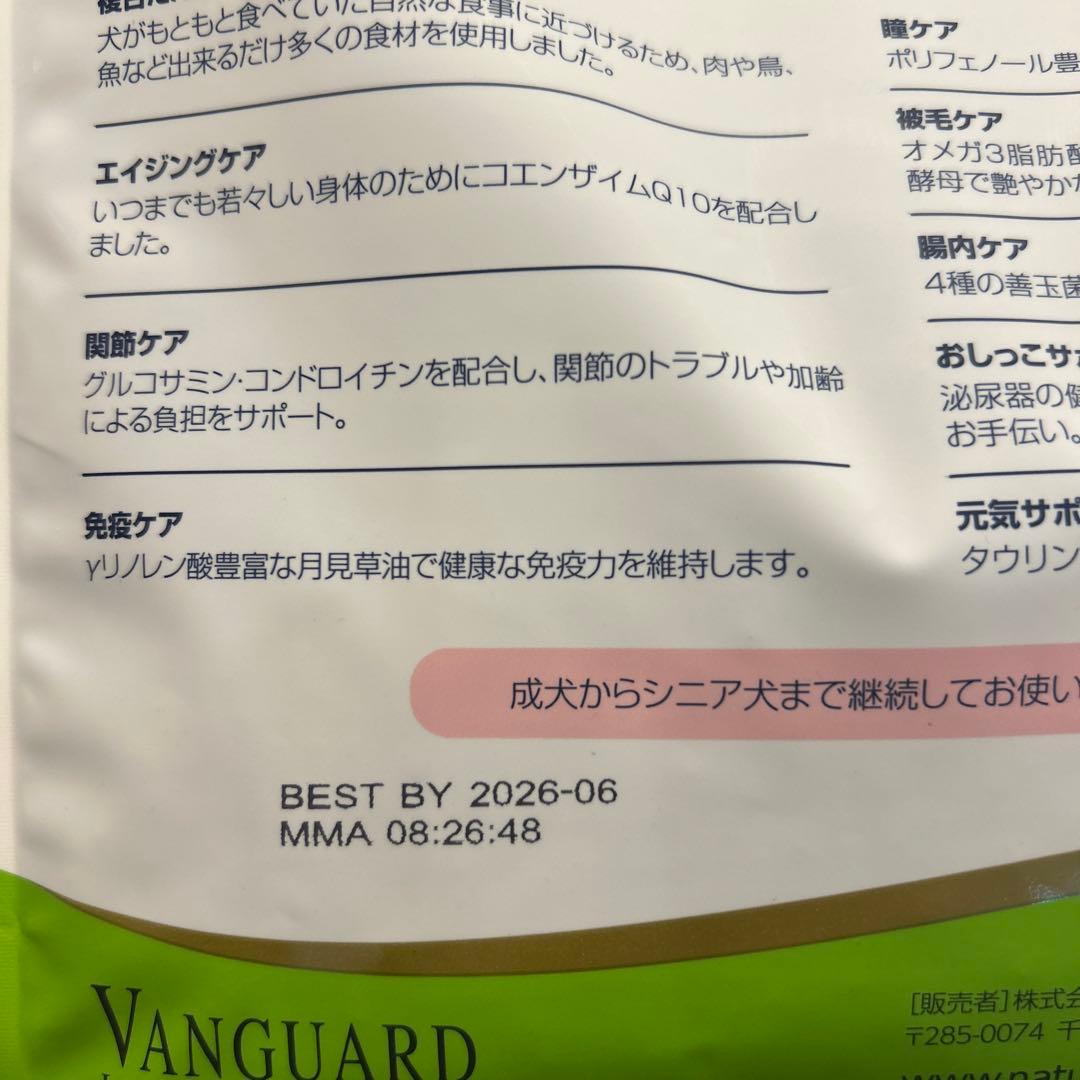 犬がもともと食べていた自然な食事に近づけるため、肉や鳥、
魚など出来るだけ多くの食材を使用しました。
エイジングケア
いつまでも若々しい身体のためにコエンザイムQ10を配合し
ました。
関節ケア
グルコサミン・コンドロイチンを配合し、関節のトラブルや加齢
による負担をサポート。
免疫ケア
γリノレン酸豊富な月見草油で健康な免疫力を維持します。
瞳ケア
ポリフェノール豊
被毛ケア
オメガ3脂肪酸
酵母で艶やかな
腸内ケア
4種の善玉菌
おしっこサポ
泌尿器の健
お手伝い。
元気サポ
タウリン
成犬からシニア犬まで継続してお使い
BEST BY 2026-06
MMA 08:26:48
VANGUARD
[販売者]株式会
〒285-0074 千
www.natu